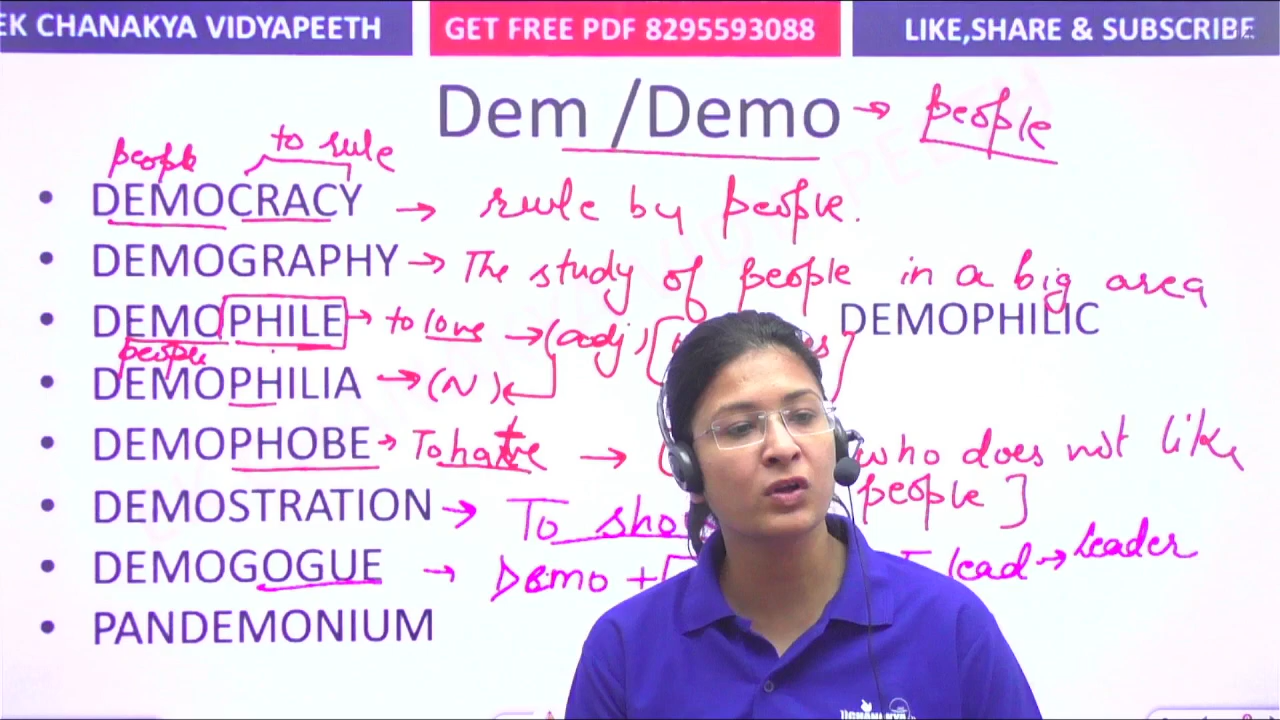 EK CHANAKYA VIDYAPEETH
GET FREE PDF 8295593088
LIKE,SHARE & SUBSCRIBE
Dem /Demo → people
people to rule
• DEMOCRACY → rule by people.
• DEMOGRAPHY → The study of people in a big area
• DEMOPHILE → to love → (adj) [ ] DEMOPHILIC
people
• DEMOPHILIA → (N)
• DEMOPHOBE → To hate → who does not like
people]
• DEMOSTRATION → To sho
• DEMOGOGUE → Demo + [ lead → leader
• PANDEMONIUM
CHANAKYA